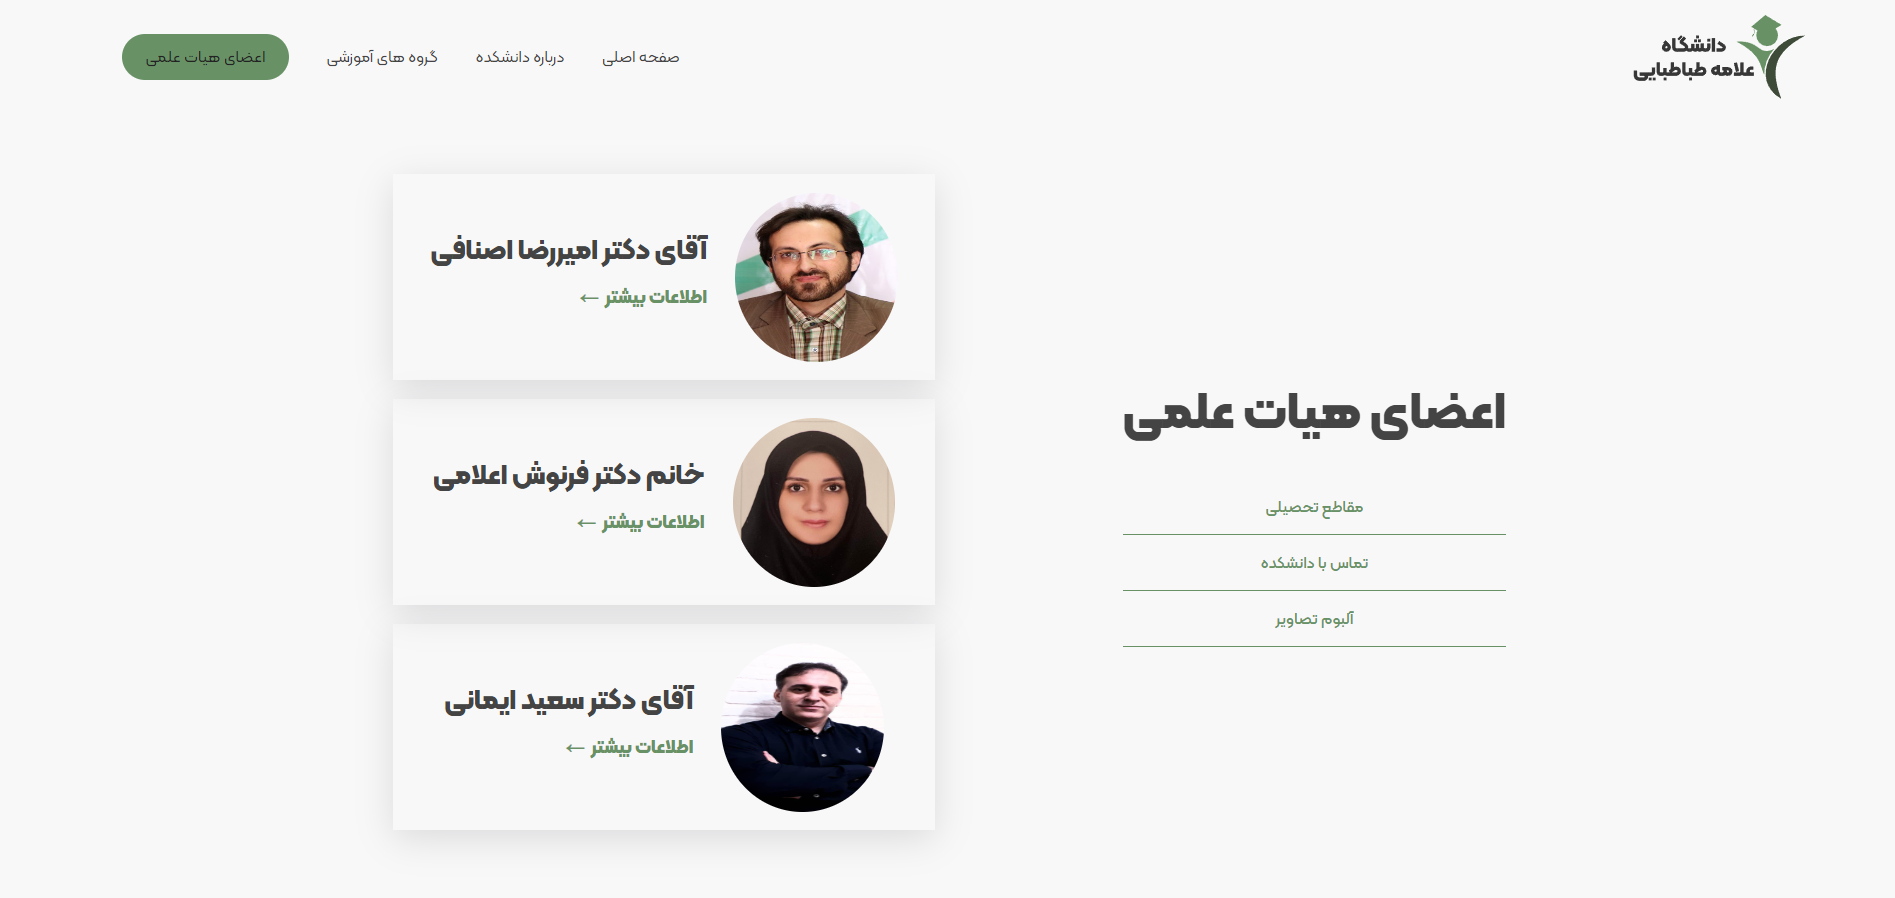 دانشگاه
علامه طباطبایی
صفحه اصلی
درباره دانشکده
گروه های آموزشی
اعضای هیات علمی
اعضای هیات علمی
مقاطع تحصیلی
تماس با دانشکده
آلبوم تصاویر
آقای دکتر امیررضا اصنافی
اطلاعات بیشتر ←
خانم دکتر فرنوش اعلامی
اطلاعات بیشتر ←
آقای دکتر سعید ایمانی
اطلاعات بیشتر ←